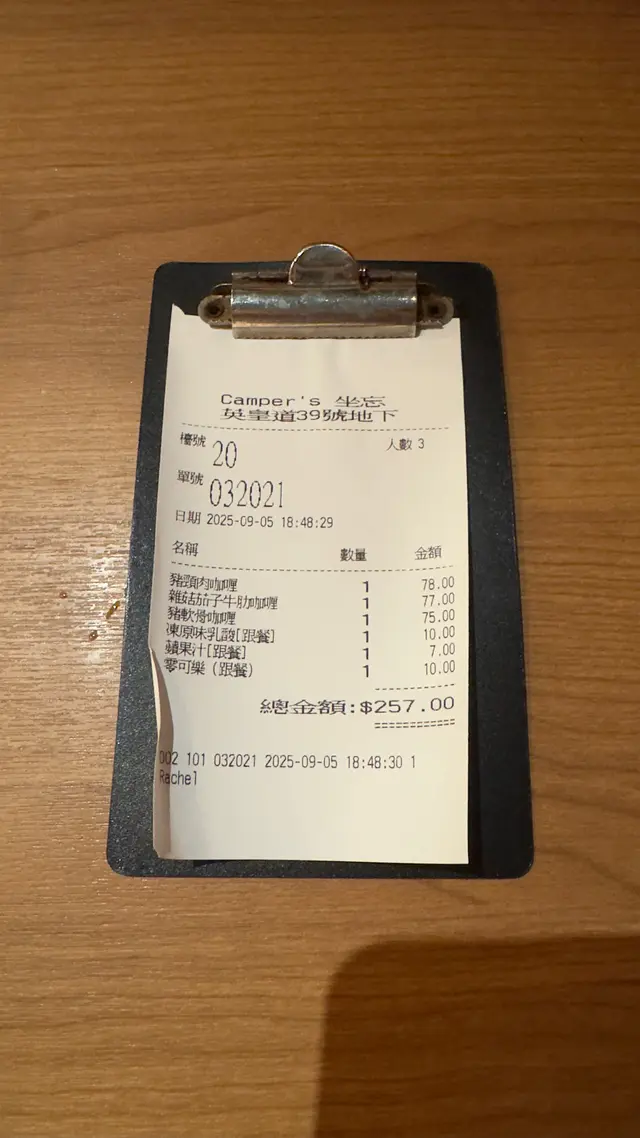 Camper's 坐忘
英皇道39號地下
檯號 20 人數 3
單號 032021
日期 2025-09-05 18:48:29
名稱 數量 金額
豬頸肉咖喱 1 78.00
雜菇茄子牛肋咖喱 1 77.00
豬軟骨咖喱 1 75.00
凍原味乳酸[跟餐] 1 10.00
蘋果汁[跟餐] 1 7.00
零可樂（跟餐） 1 10.00
總金額:$257.00
002 101 032021 2025-09-05 18:48:30 1
Rachel